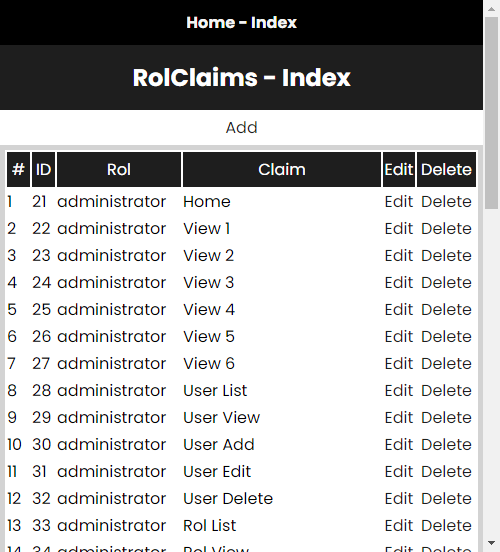 Home - Index
RolClaims - Index
Add
# ID Rol Claim Edit Delete
1 21 administrator Home Edit Delete
2 22 administrator View 1 Edit Delete
3 23 administrator View 2 Edit Delete
4 24 administrator View 3 Edit Delete
5 25 administrator View 4 Edit Delete
6 26 administrator View 5 Edit Delete
7 27 administrator View 6 Edit Delete
8 28 administrator User List Edit Delete
9 29 administrator User View Edit Delete
10 30 administrator User Add Edit Delete
11 31 administrator User Edit Edit Delete
12 32 administrator User Delete Edit Delete
13 33 administrator Rol List Edit Delete
14 34 administrator Rol View Edit Delete